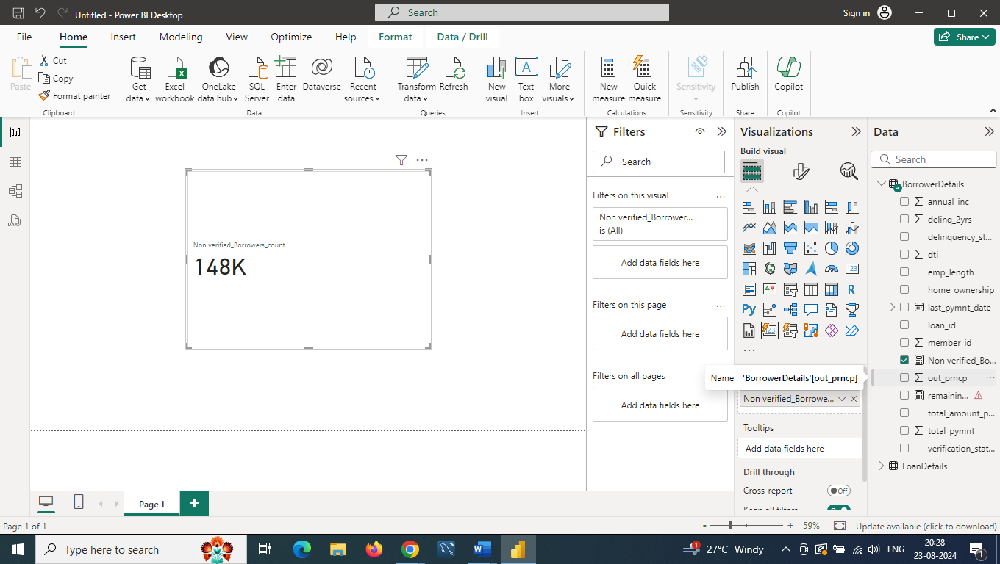 Untitled - Power BI Desktop
Search
Sign in
File
Home
Insert
Modeling
View
Optimize
Help
Format
Data / Drill
Share
Paste
Cut
Copy
Format painter
Clipboard
Get
data
Excel
workbook
OneLake
data hub
SQL
Server
Enter
data
Dataverse
Recent
sources
Data
Transform
data
Refresh
Queries
New
visual
Text
box
More
visuals
Insert
New
measure
Quick
measure
Calculations
Sensitivity
Sensitivity
Publish
Share
Copilot
Copilot
Non verified_Borrowers_count
148K
Filters
Search
Filters on this visual
Non verified_Borrower...
is (All)
Add data fields here
Filters on this page
Add data fields here
Filters on all pages
Add data fields here
Visualizations
Build visual
123
R
Py
123
Name 'BorrowerDetails'[out_prncp]
Non verified_Borrowe...
Tooltips
Add data fields here
Drill through
Cross-report
Off
Keep all filters
On
Data
Search
BorrowerDetails
annual_inc
delinq_2yrs
delinquency_st...
dti
emp_length
home_ownership
last_pymnt_date
loan_id
member_id
Non verified_Bo...
out_prncp
remainin...
total_amount_p...
total_pymnt
verification_stat...
LoanDetails
DAX
Page 1
Page 1 of 1
59%
Update available (click to download)
Type here to search
1
27°C Windy
ENG
20:28
23-08-2024
1